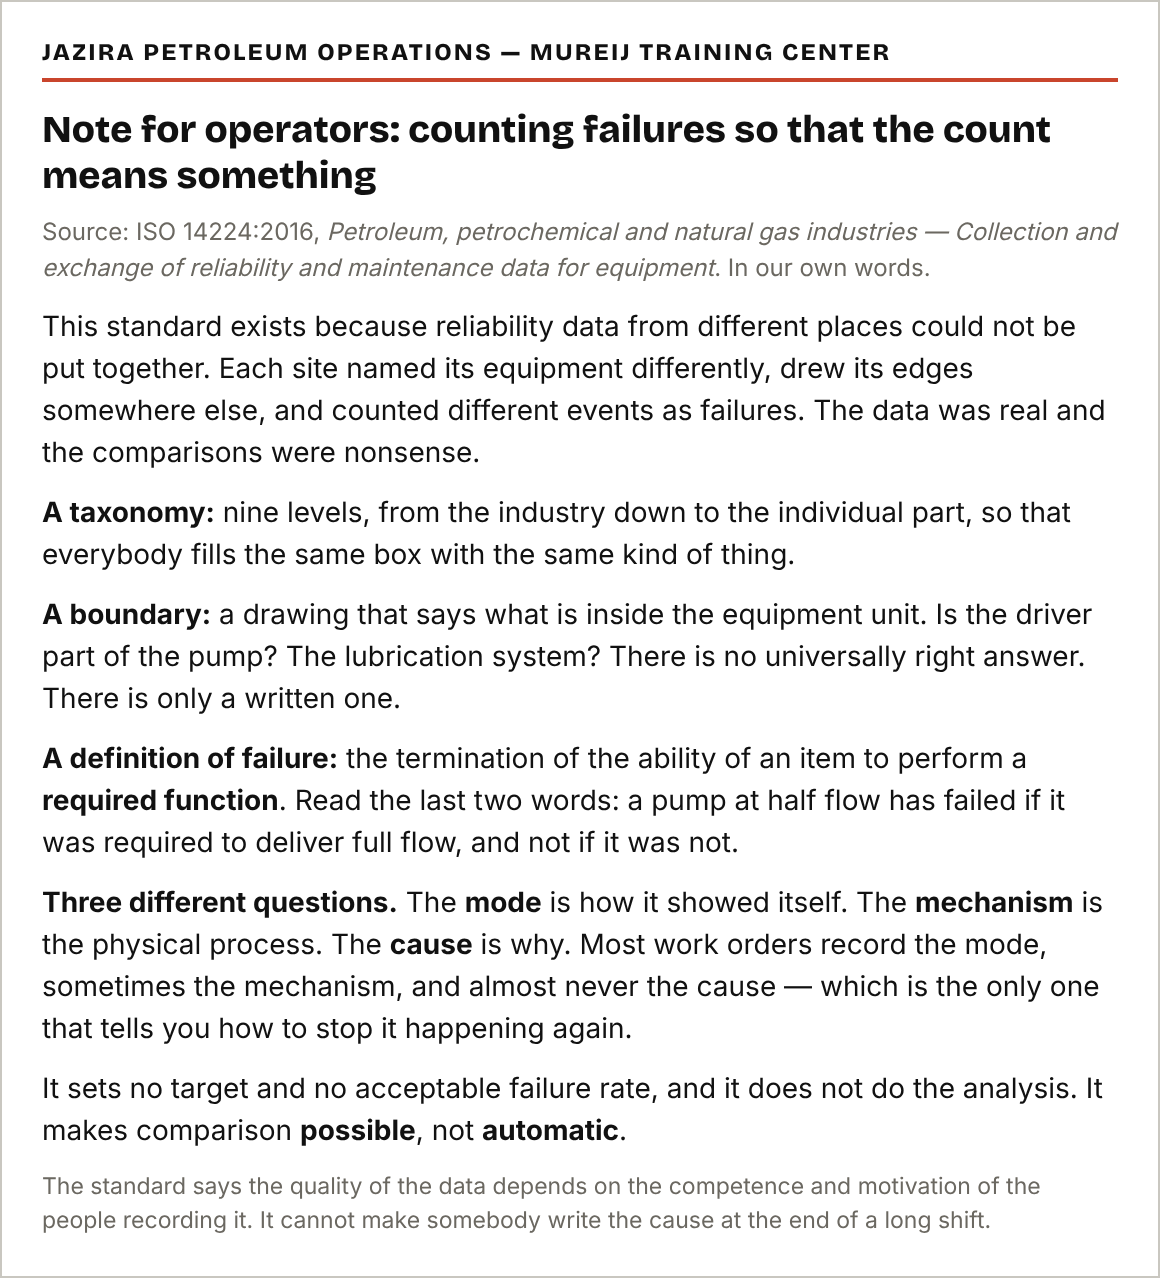 JAZIRA PETROLEUM OPERATIONS — MUREIJ TRAINING CENTER
Note for operators: counting failures so that the count
means something
Source: ISO 14224:2016, Petroleum, petrochemical and natural gas industries — Collection and
exchange of reliability and maintenance data for equipment. In our own words.
This standard exists because reliability data from different places could not be
put together. Each site named its equipment differently, drew its edges
somewhere else, and counted different events as failures. The data was real and
the comparisons were nonsense.
A taxonomy: nine levels, from the industry down to the individual part, so that
everybody fills the same box with the same kind of thing.
A boundary: a drawing that says what is inside the equipment unit. Is the driver
part of the pump? The lubrication system? There is no universally right answer.
There is only a written one.
A definition of failure: the termination of the ability of an item to perform a
required function. Read the last two words: a pump at half flow has failed if it
was required to deliver full flow, and not if it was not.
Three different questions. The mode is how it showed itself. The mechanism is
the physical process. The cause is why. Most work orders record the mode,
sometimes the mechanism, and almost never the cause — which is the only one
that tells you how to stop it happening again.
It sets no target and no acceptable failure rate, and it does not do the analysis. It
makes comparison possible, not automatic.
The standard says the quality of the data depends on the competence and motivation of the
people recording it. It cannot make somebody write the cause at the end of a long shift.